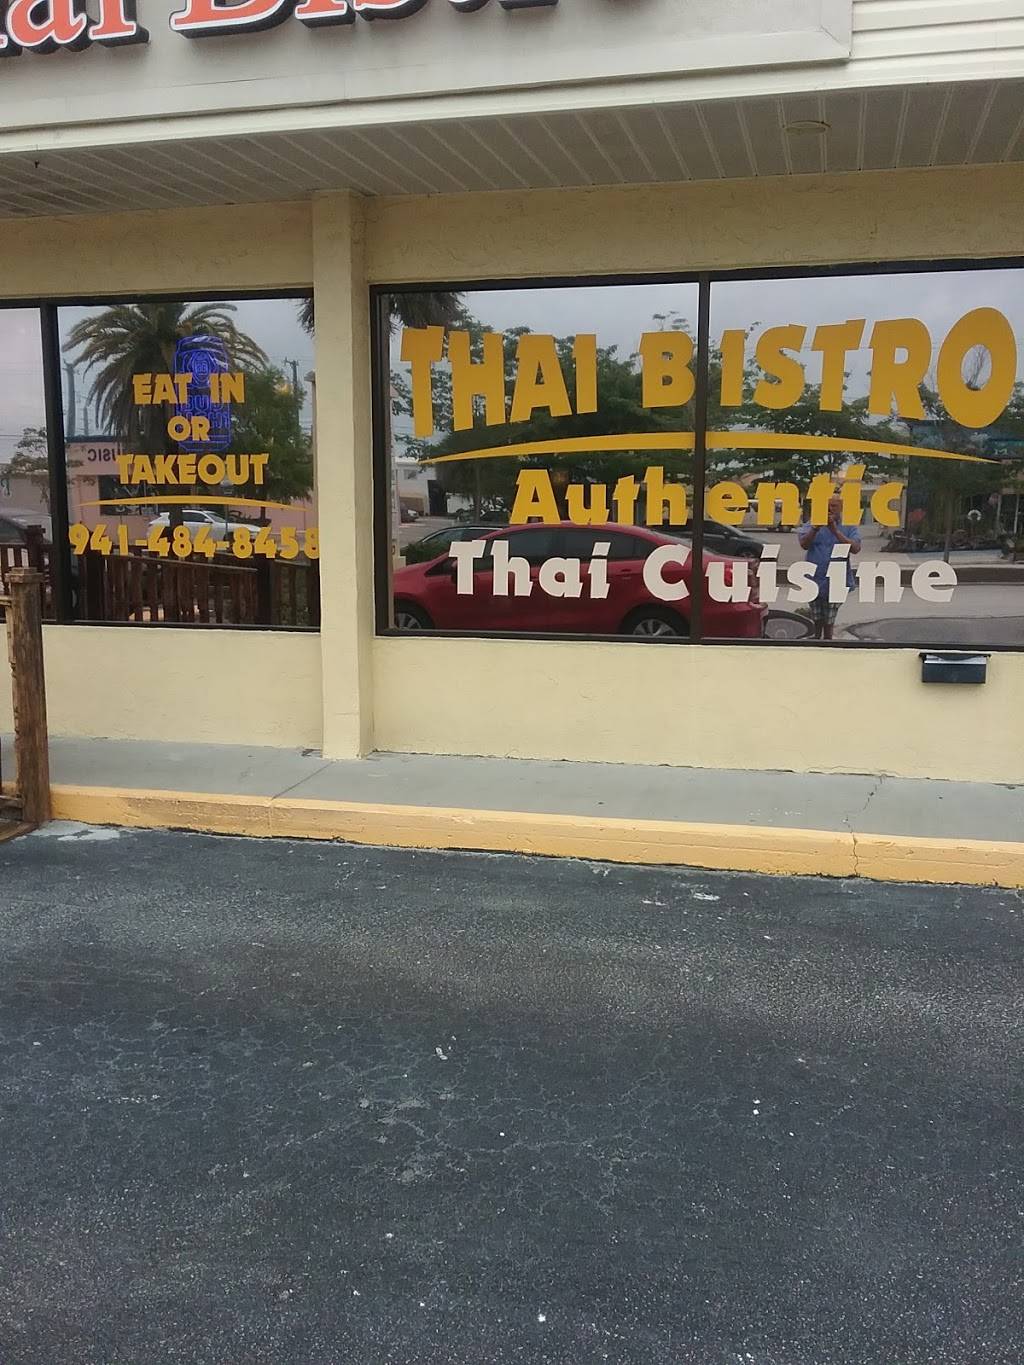 EAT IN
OR
TAKEOUT
941-484-8458
THAI BISTRO
Authentic
Thai Cuisine